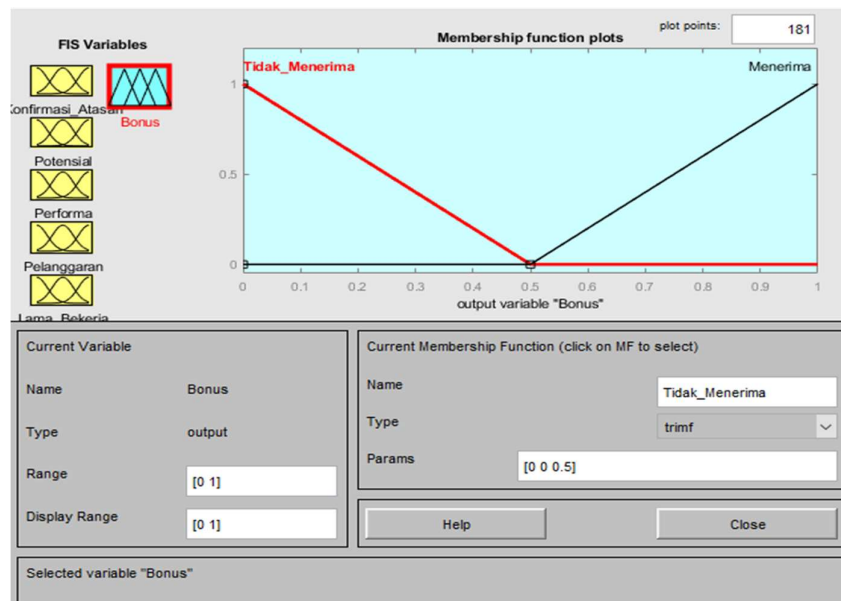 FIS Variables
Konfirmasi_Atasan
Bonus
Potensial
Performa
Pelanggaran
Lama_Bekerja
Membership function plots
plot points:
181
Tidak_Menerima
Menerima
1
0.5
0
0 0.1 0.2 0.3 0.4 0.5 0.6 0.7 0.8 0.9 1
output variable "Bonus"
Current Variable
Name Bonus
Type output
Range [0 1]
Display Range [0 1]
Current Membership Function (click on MF to select)
Name Tidak_Menerima
Type trimf
Params [0 0 0.5]
Help Close
Selected variable "Bonus"